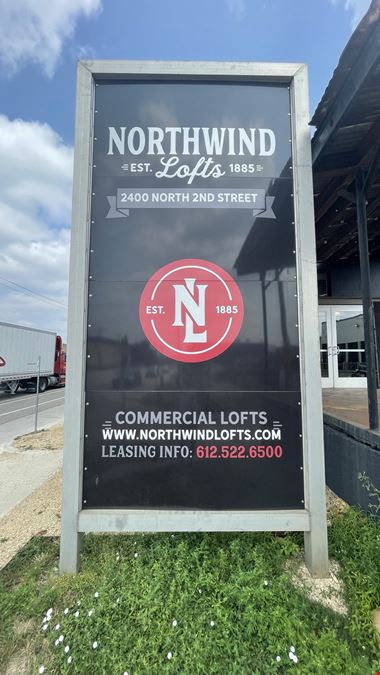 NORTHWIND
EST. Lofts 1885
2400 NORTH 2ND STREET
EST. NL 1885
COMMERCIAL LOFTS
WWW.NORTHWINDLOFTS.COM
LEASING INFO: 612.522.6500